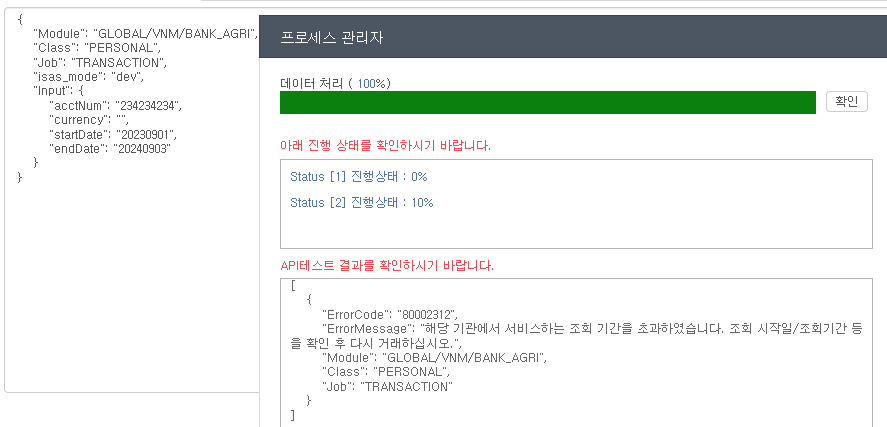 {
"Module": "GLOBAL/VNM/BANK_AGRI",
"Class": "PERSONAL",
"Job": "TRANSACTION",
"isas_mode": "dev",
"Input": {
"acctNum": "234234234",
"currency": "",
"startDate": "20230901",
"endDate": "20240903"
}
}
프로세스 관리자
데이터 처리 ( 100%)
확인
아래 진행 상태를 확인하시기 바랍니다.
Status [1] 진행상태 : 0%
Status [2] 진행상태 : 10%
API테스트 결과를 확인하시기 바랍니다.
[
{
"ErrorCode": "80002312",
"ErrorMessage": "해당 기관에서 서비스하는 조회 기간을 초과하였습니다. 조회 시작일/조회기간 등
을 확인 후 다시 거래하십시오.",
"Module": "GLOBAL/VNM/BANK_AGRI",
"Class": "PERSONAL",
"Job": "TRANSACTION"
}
]